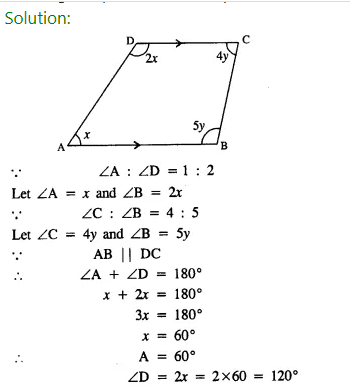 Solution:
D C
2x 4y
x 5y
A B
∵ ∠A : ∠D = 1 : 2
Let ∠A = x and ∠B = 2x
∵ ∠C : ∠B = 4 : 5
Let ∠C = 4y and ∠B = 5y
∵ AB || DC
∴ ∠A + ∠D = 180°
x + 2x = 180°
3x = 180°
x = 60°
∴ A = 60°
∠D = 2x = 2×60 = 120°